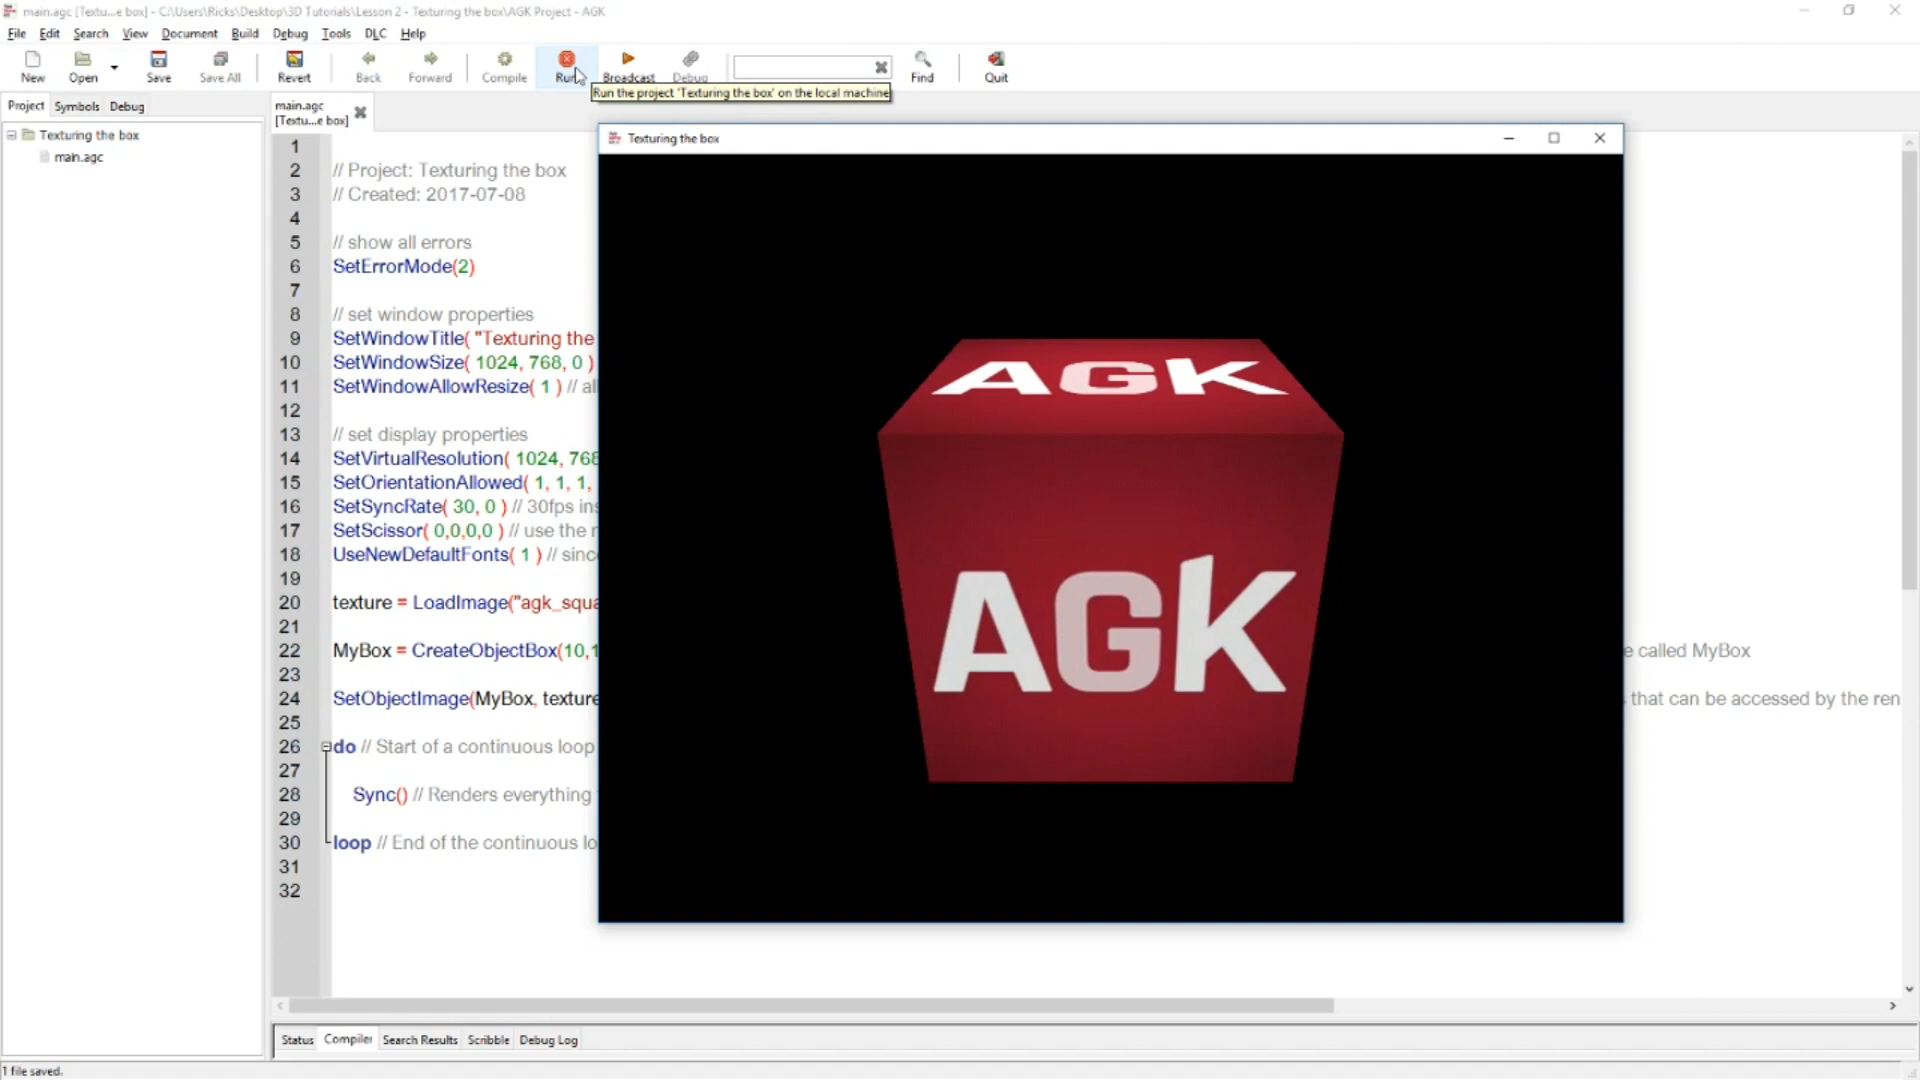 main.agc [Textu...e box] - C:\Users\Ricks\Desktop\3D Tutorials\Lesson 2 - Texturing the box\AGK Project - AGK
File Edit Search View Document Build Debug Tools DLC Help
New Open Save Save All Revert Back Forward Compile Run Broadcast Debug Find Quit
Run the project 'Texturing the box' on the local machine
Project Symbols Debug
main.agc
[Textu...e box]
Texturing the box
main.agc
Texturing the box
1
2 // Project: Texturing the box
3 // Created: 2017-07-08
4
5 // show all errors
6 SetErrorMode(2)
7
8 // set window properties
9 SetWindowTitle( "Texturing the
10 SetWindowSize( 1024, 768, 0 )
11 SetWindowAllowResize( 1 ) // al
12
13 // set display properties
14 SetVirtualResolution( 1024, 768
15 SetOrientationAllowed( 1, 1, 1,
16 SetSyncRate( 30, 0 ) // 30fps ins
17 SetScissor( 0,0,0,0 ) // use the
18 UseNewDefaultFonts( 1 ) // sinc
19
20 texture = LoadImage("agk_squa
21
22 MyBox = CreateObjectBox(10,1 e called MyBox
23
24 SetObjectImage(MyBox, texture that can be accessed by the ren
25
26 do // Start of a continuous loop
27
28 Sync() // Renders everything
29
30 loop // End of the continuous lo
31
32
AGK
AGK
Status Compiler Search Results Scribble Debug Log
1 file saved.